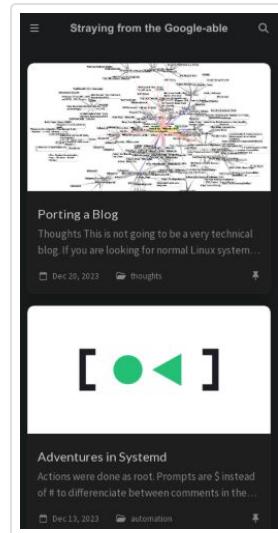 Straying from the Google-able
Porting a Blog
Thoughts This is not going to be a very technical
blog. If you are looking for normal Linux system…
Dec 20, 2023 thoughts
[ ]
Adventures in Systemd
Actions were done as root. Prompts are $ instead
of # to differenciate between comments in the…
Dec 13, 2023 automation